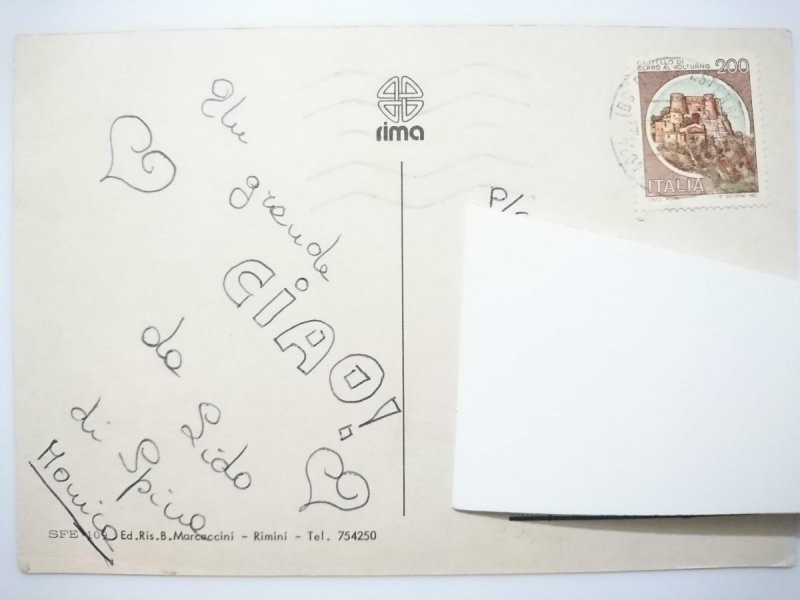 Un
grande
CIAO!
da Lido
di Spina
Monica
rima
CASTELLO DI
CERRO AL VOLTURNO 200
ITALIA
P/
SFE 10 Ed.Ris.B.Marcaccini - Rimini - Tel. 754250